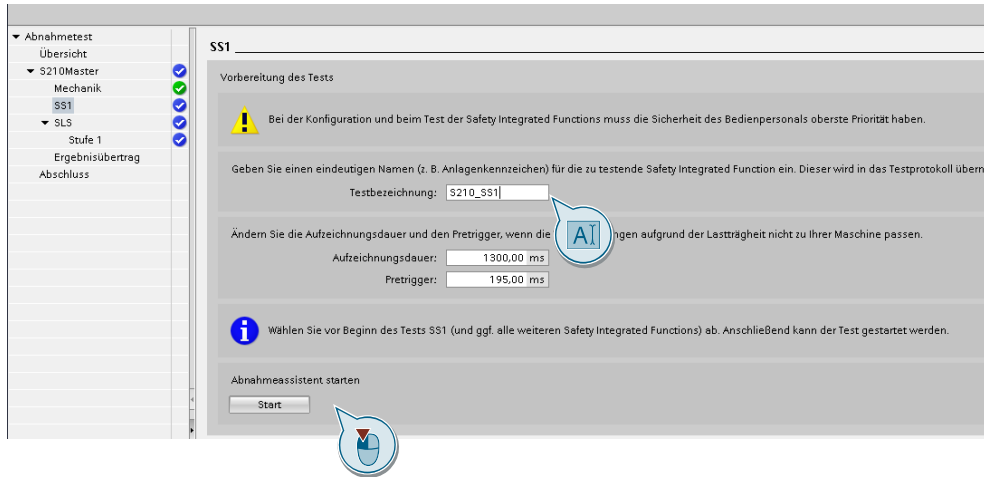 Abnahmetest
Übersicht
S210Master
Mechanik
SS1
SLS
Stufe 1
Ergebnisübertrag
Abschluss
SS1
Vorbereitung des Tests
Bei der Konfiguration und beim Test der Safety Integrated Functions muss die Sicherheit des Bedienpersonals oberste Priorität haben.
Geben Sie einen eindeutigen Namen (z. B. Anlagenkennzeichen) für die zu testende Safety Integrated Function ein. Dieser wird in das Testprotokoll übern
Testbezeichnung: S210_SS1
Ändern Sie die Aufzeichnungsdauer und den Pretrigger, wenn die ngen aufgrund der Lastträgheit nicht zu Ihrer Maschine passen.
Aufzeichnungsdauer: 1300,00 ms
Pretrigger: 195,00 ms
Wählen Sie vor Beginn des Tests SS1 (und ggf. alle weiteren Safety Integrated Functions) ab. Anschließend kann der Test gestartet werden.
Abnahmeassistent starten
Start